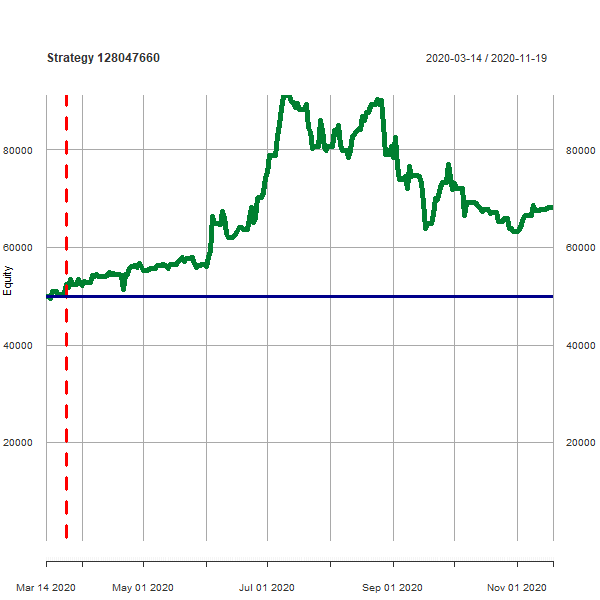 Strategy 128047660
2020-03-14 / 2020-11-19
80000
80000
60000
60000
Equity
40000
40000
20000
20000
Mar 14 2020
May 01 2020
Jul 01 2020
Sep 01 2020
Nov 01 2020